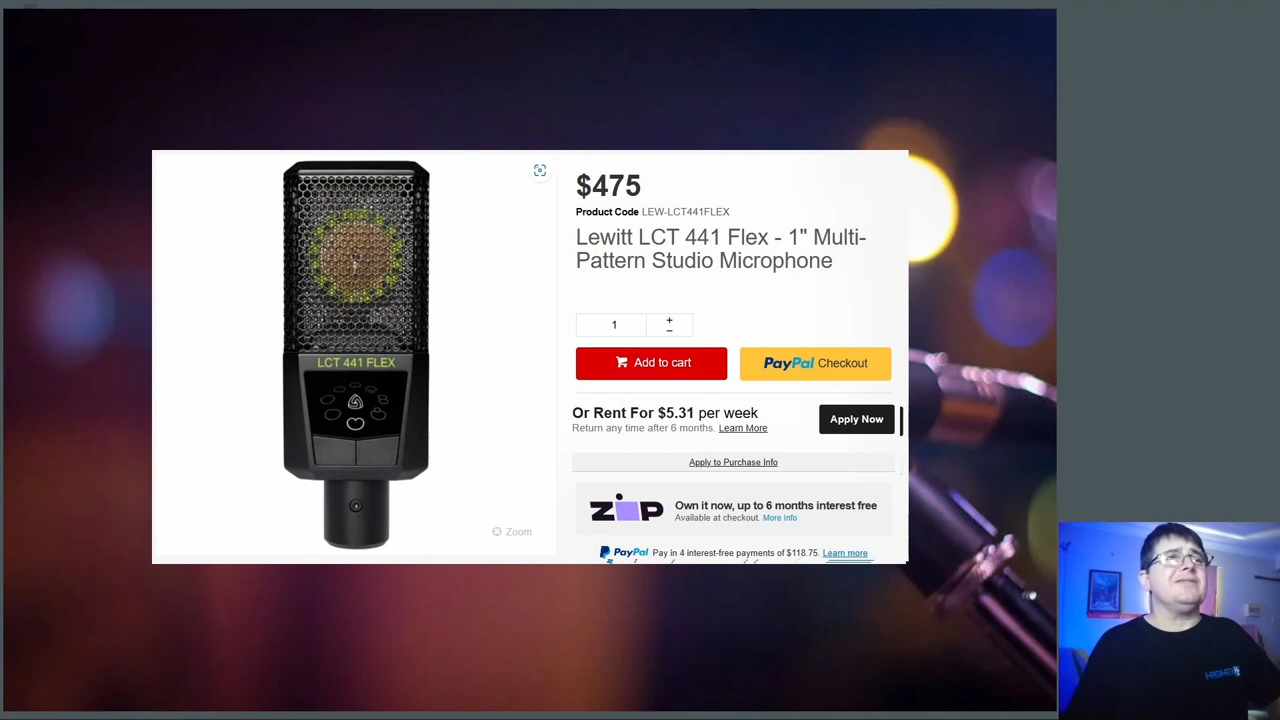 $475
Product Code LEW-LCT441FLEX
Lewitt LCT 441 Flex - 1" Multi-
Pattern Studio Microphone
LCT 441 FLEX
1
+
−
Add to cart
PayPal Checkout
Or Rent For $5.31 per week
Return any time after 6 months. Learn More
Apply Now
Apply to Purchase Info
zip
Own it now, up to 6 months interest free
Available at checkout. More Info
Zoom
PayPal Pay in 4 interest-free payments of $118.75. Learn more